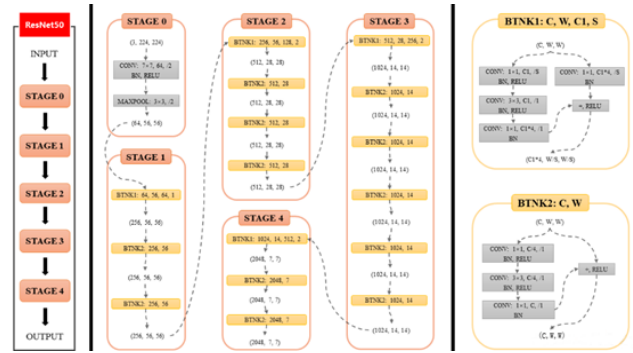 ResNet50
INPUT
STAGE 0
STAGE 1
STAGE 2
STAGE 3
STAGE 4
OUTPUT
STAGE 0
(3, 224, 224)
CONV: 7×7, 64, /2
BN, RELU
MAXPOOL: 3×3, /2
(64, 56, 56)
STAGE 1
BTNK1: 64, 56, 64, 1
(256, 56, 56)
BTNK2: 256, 56
(256, 56, 56)
BTNK2: 256, 56
(256, 56, 56)
STAGE 2
BTNK1: 256, 56, 128, 2
(512, 28, 28)
BTNK2: 512, 28
(512, 28, 28)
BTNK2: 512, 28
(512, 28, 28)
BTNK2: 512, 28
(512, 28, 28)
STAGE 4
BTNK1: 1024, 14, 512, 2
(2048, 7, 7)
BTNK2: 2048, 7
(2048, 7, 7)
BTNK2: 2048, 7
(2048, 7, 7)
STAGE 3
BTNK1: 512, 28, 256, 2
(1024, 14, 14)
BTNK2: 1024, 14
(1024, 14, 14)
BTNK2: 1024, 14
(1024, 14, 14)
BTNK2: 1024, 14
(1024, 14, 14)
BTNK2: 1024, 14
(1024, 14, 14)
BTNK2: 1024, 14
(1024, 14, 14)
BTNK1: C, W, C1, S
(C, W, W)
CONV: 1×1, C1, /S
BN, RELU
CONV: 1×1, C1*4, /S
BN
CONV: 3×3, C1, /1
BN, RELU
+, RELU
CONV: 1×1, C1*4, /1
BN
(C1*4, W/S, W/S)
BTNK2: C, W
(C, W, W)
CONV: 1×1, C/4, /1
BN, RELU
+, RELU
CONV: 3×3, C/4, /1
BN, RELU
CONV: 1×1, C, /1
BN
(C, W, W)